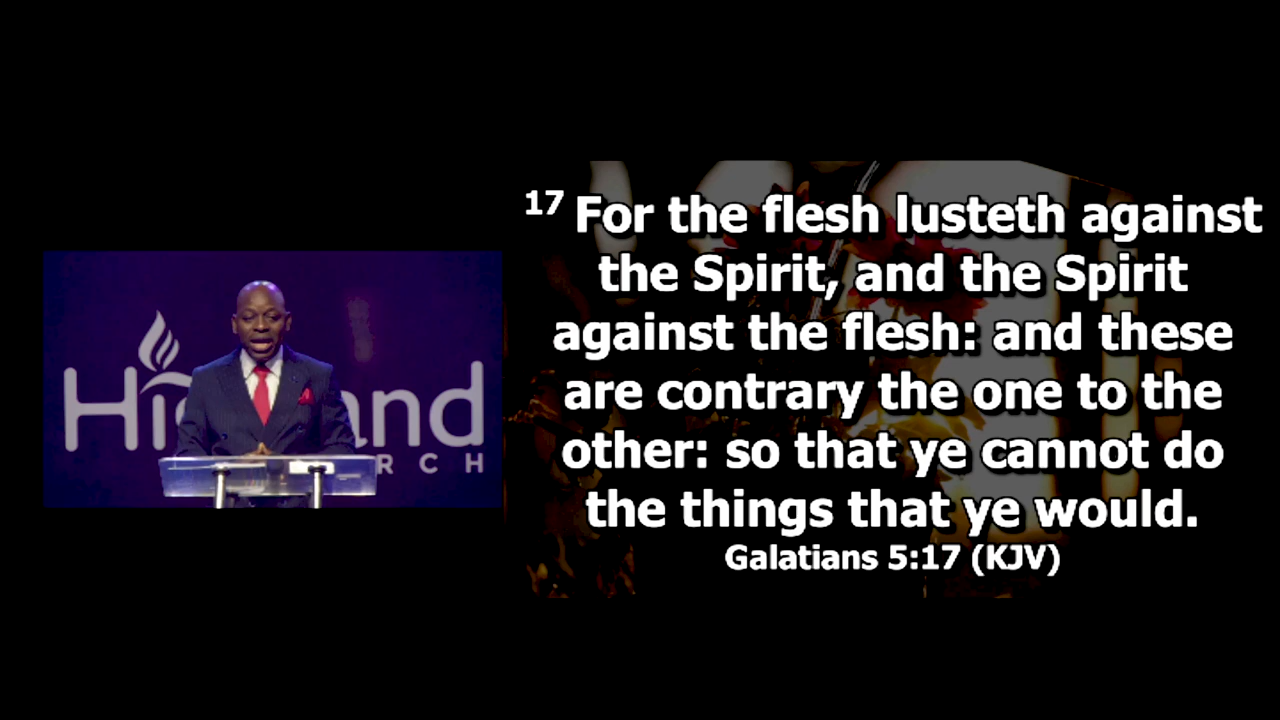 Hi and
RCH
17 For the flesh lusteth against
the Spirit, and the Spirit
against the flesh: and these
are contrary the one to the
other: so that ye cannot do
the things that ye would.
Galatians 5:17 (KJV)